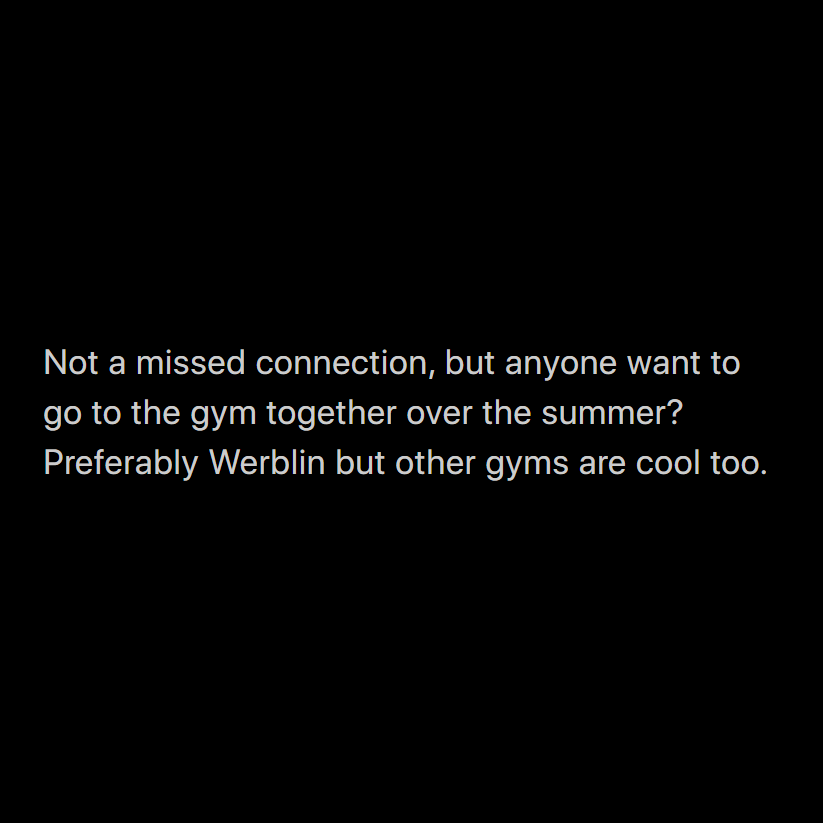 Not a missed connection, but anyone want to
go to the gym together over the summer?
Preferably Werblin but other gyms are cool too.